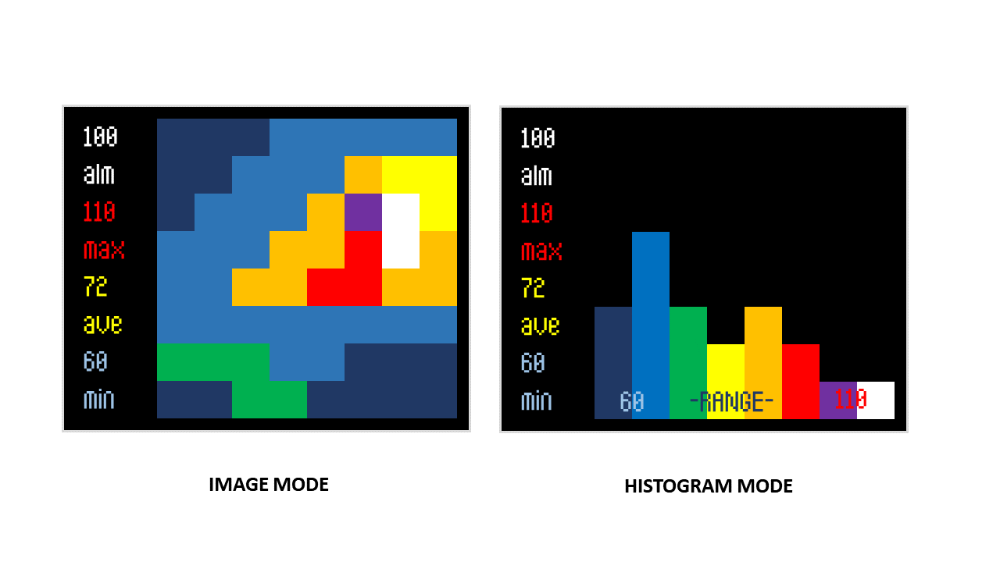 100
alm
110
max
72
ave
60
min
100
alm
110
max
72
ave
60
min
60 -RANGE- 110
IMAGE MODE
HISTOGRAM MODE